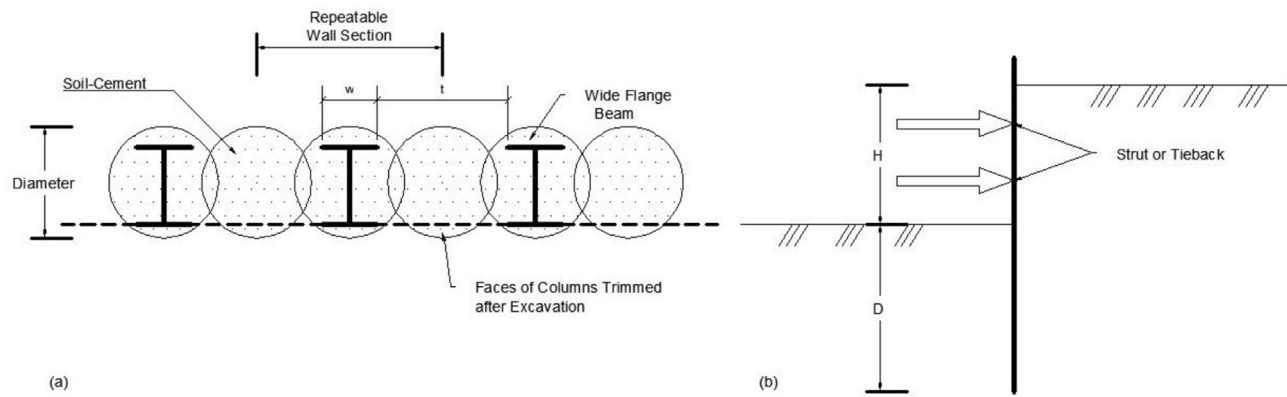 Repeatable
Wall Section
Soil-Cement
w
t
Wide Flange
Beam
Diameter
Faces of Columns Trimmed
after Excavation
(a)
H
Strut or Tieback
D
(b)